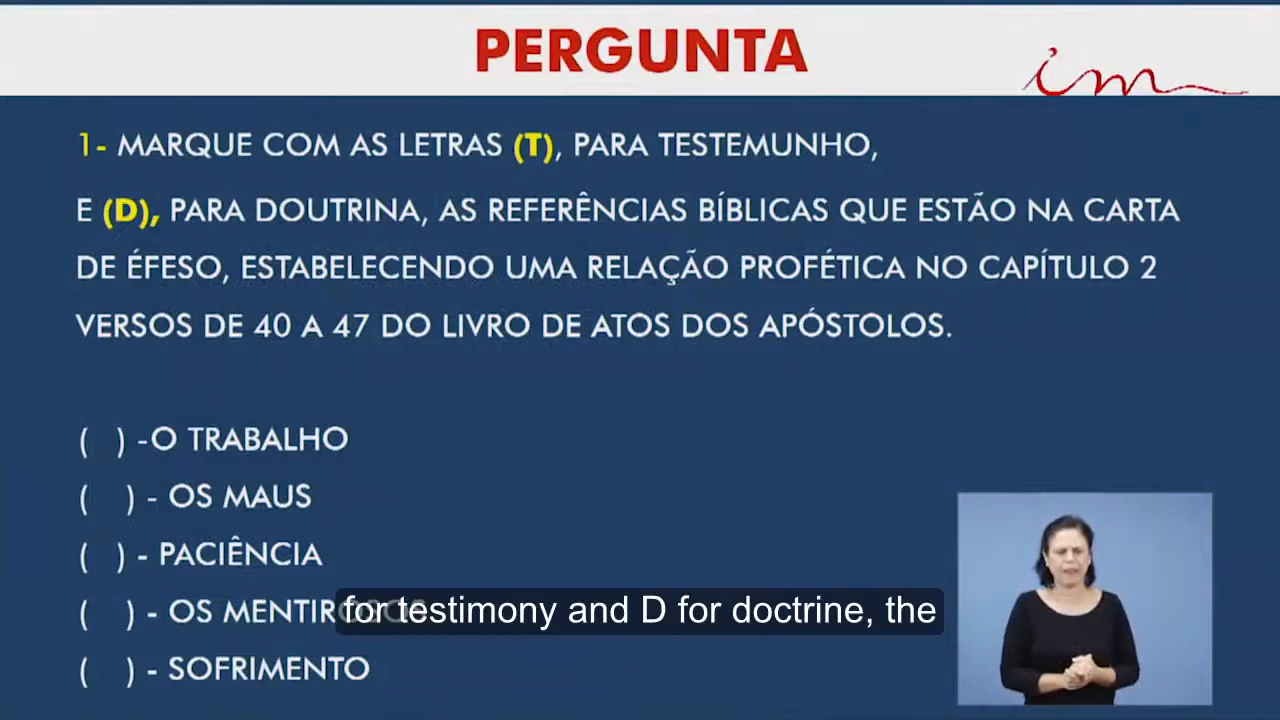 PERGUNTA
im
1- MARQUE COM AS LETRAS (T), PARA TESTEMUNHO,
E (D), PARA DOUTRINA, AS REFERÊNCIAS BÍBLICAS QUE ESTÃO NA CARTA
DE ÉFESO, ESTABELECENDO UMA RELAÇÃO PROFÉTICA NO CAPÍTULO 2
VERSOS DE 40 A 47 DO LIVRO DE ATOS DOS APÓSTOLOS.
( ) -O TRABALHO
( ) - OS MAUS
( ) - PACIÊNCIA
( ) - OS MENTIROSOS
for testimony and D for doctrine, the
( ) - SOFRIMENTO